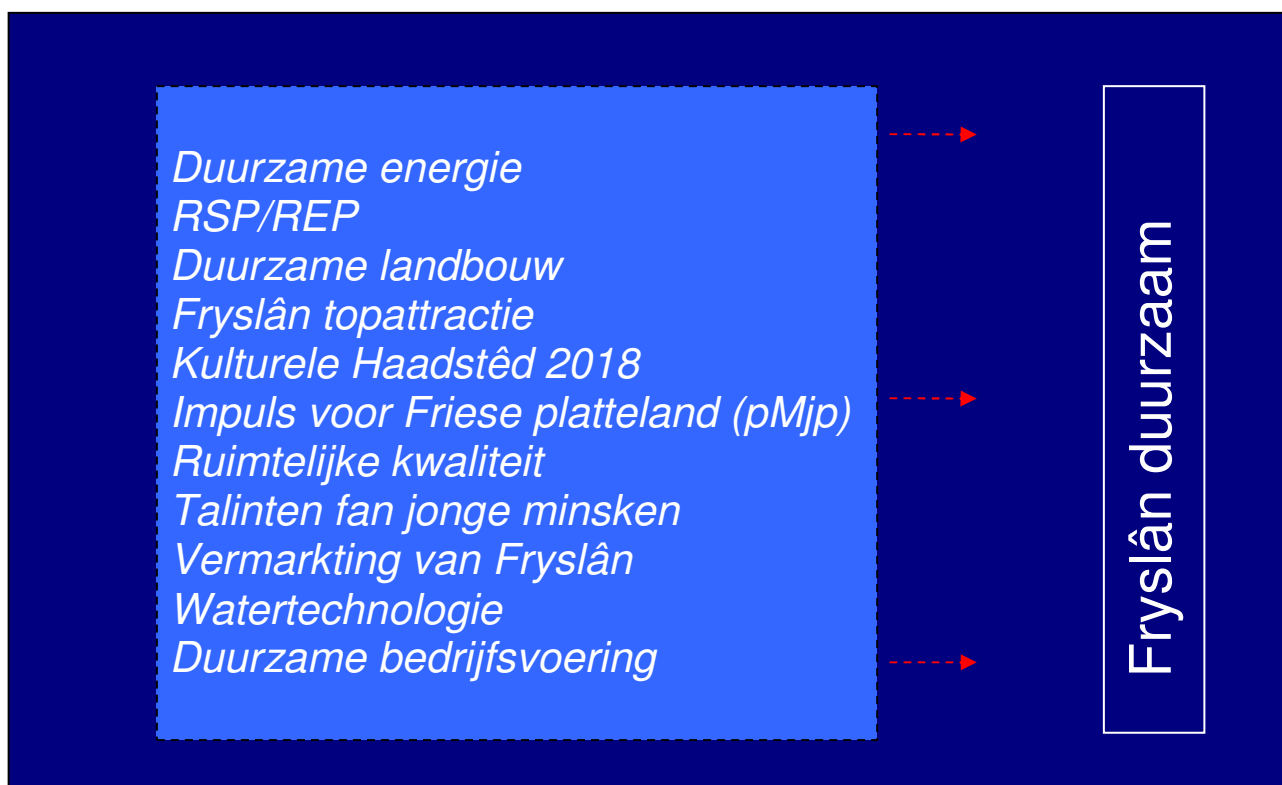 Duurzame energie
RSP/REP
Duurzame landbouw
Fryslân topattractie
Kulturele Haadstêd 2018
Impuls voor Friese platteland (pMjp)
Ruimtelijke kwaliteit
Talinten fan jonge minsken
Vermarkting van Fryslân
Watertechnologie
Duurzame bedrijfsvoering
Fryslân duurzaam